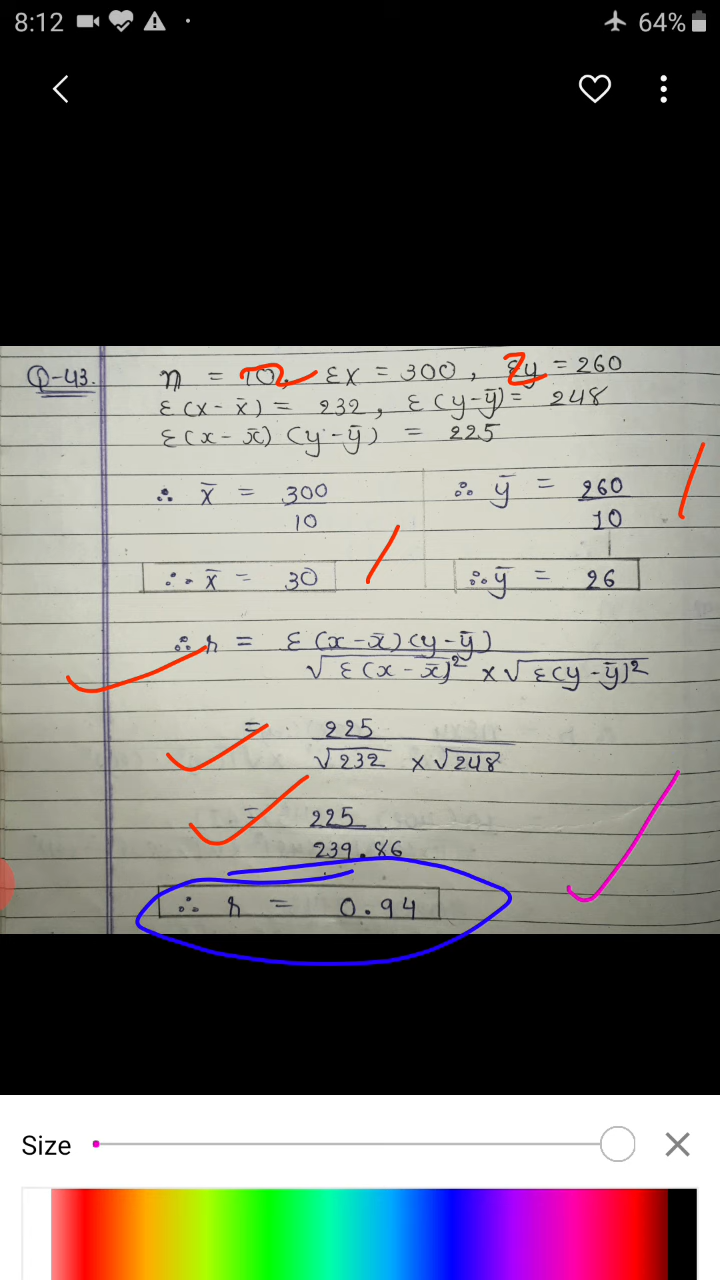 8:12 64%
Q-43. n = 10, Ɛx = 300, Σy = 260
Ɛ(x-x̄) = 232, Ɛ(y-ȳ) = 248
Ɛ(x-x̄)(y-ȳ) = 225
∴ x̄ = 300/10 ∴ ȳ = 260/10
∴ x̄ = 30 ∴ ȳ = 26
∴ r = Ɛ(x-x̄)(y-ȳ)
√Ɛ(x-x̄)² x √Ɛ(y-ȳ)²
= 225
√232 x √248
= 225
239.86
∴ r = 0.94
Size